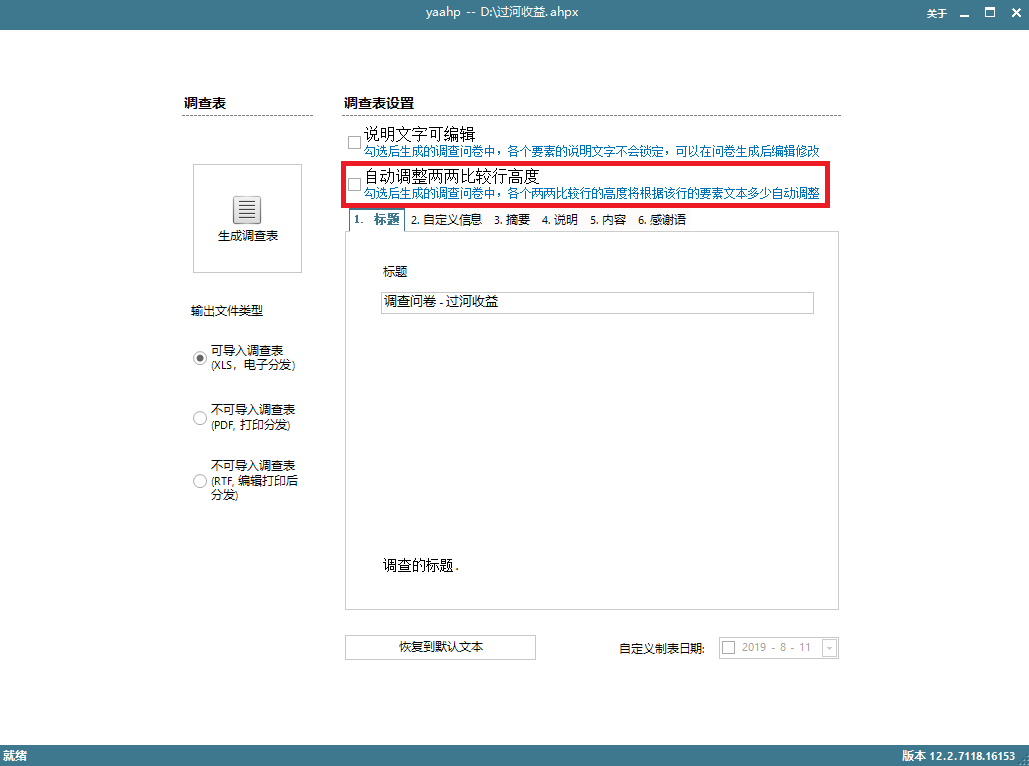 yaahp -- D:\过河收益.ahpx
关于
调查表
调查表设置
说明文字可编辑
勾选后生成的调查问卷中，各个要素的说明文字不会锁定，可以在问卷生成后编辑修改
自动调整两两比较行高度
勾选后生成的调查问卷中，各个两两比较行的高度将根据该行的要素文本多少自动调整
生成调查表
1. 标题 2. 自定义信息 3. 摘要 4. 说明 5. 内容 6. 感谢语
标题
调查问卷 - 过河收益
输出文件类型
可导入调查表
(XLS，电子分发)
不可导入调查表
(PDF, 打印分发)
不可导入调查表
(RTF, 编辑打印后
分发)
调查的标题.
恢复到默认文本
自定义制表日期:
2019 - 8 - 11
就绪
版本 12.2.7118.16153